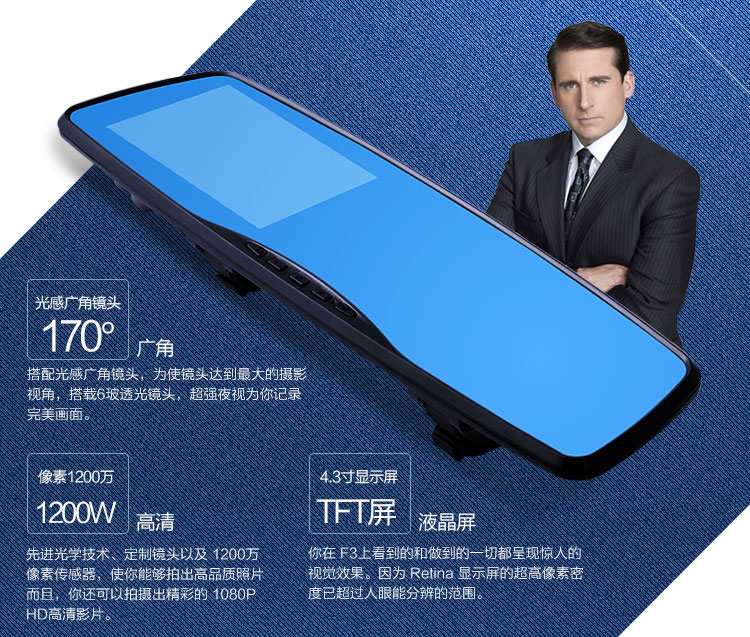 光感广角镜头
170°
广角
搭配光感广角镜头，为使镜头达到最大的摄影
视角，搭载6玻透光镜头，超强夜视为你记录
完美画面。
像素1200万
1200W
高清
先进光学技术、定制镜头以及 1200万
像素传感器，使你能够拍出高品质照片
而且，你还可以拍摄出精彩的 1080P
HD高清影片。
4.3寸显示屏
TFT屏
液晶屏
你在 F3上看到的和做到的一切都呈现惊人的
视觉效果。因为 Retina 显示屏的超高像素密
度已超过人眼能分辨的范围。